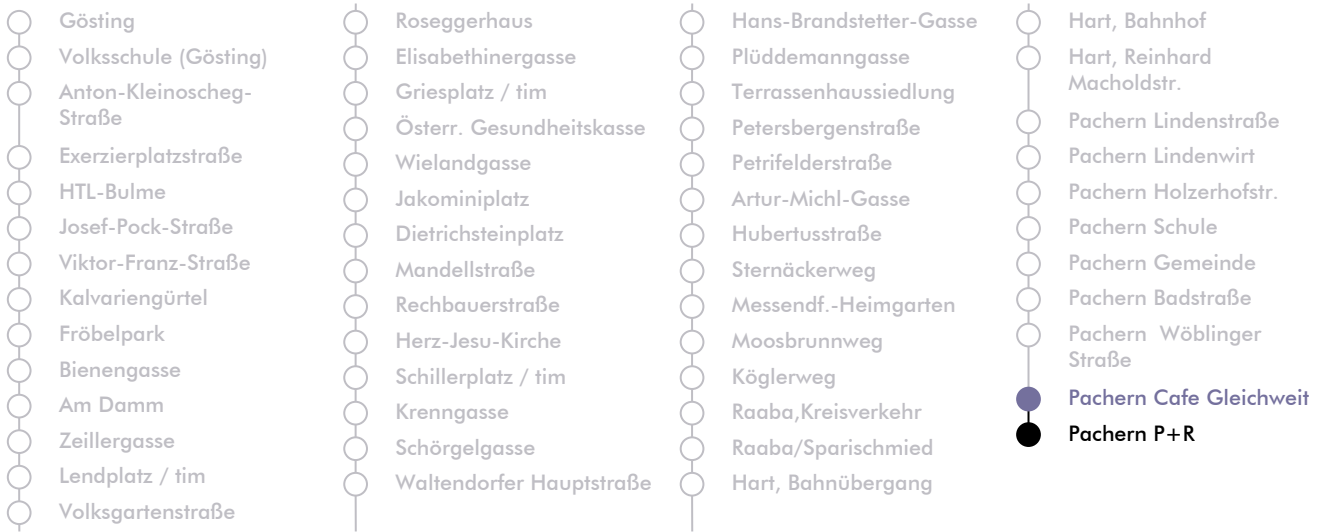 Gösting
Volksschule (Gösting)
Anton-Kleinoscheg-
Straße
Exerzierplatzstraße
HTL-Bulme
Josef-Pock-Straße
Viktor-Franz-Straße
Kalvariengürtel
Fröbelpark
Bienengasse
Am Damm
Zeillergasse
Lendplatz / tim
Volksgartenstraße
Roseggerhaus
Elisabethinergasse
Griesplatz / tim
Österr. Gesundheitskasse
Wielandgasse
Jakominiplatz
Dietrichsteinplatz
Mandellstraße
Rechbauerstraße
Herz-Jesu-Kirche
Schillerplatz / tim
Krenngasse
Schörgelgasse
Waltendorfer Hauptstraße
Hans-Brandstetter-Gasse
Plüddemanngasse
Terrassenhaussiedlung
Petersbergenstraße
Petrifelderstraße
Artur-Michl-Gasse
Hubertusstraße
Sternäckerweg
Messendf.-Heimgarten
Moosbrunnweg
Köglerweg
Raaba,Kreisverkehr
Raaba/Sparischmied
Hart, Bahnübergang
Hart, Bahnhof
Hart, Reinhard
Macholdstr.
Pachern Lindenstraße
Pachern Lindenwirt
Pachern Holzerhofstr.
Pachern Schule
Pachern Gemeinde
Pachern Badstraße
Pachern  Wöblinger
Straße
Pachern Cafe Gleichweit
Pachern P+R